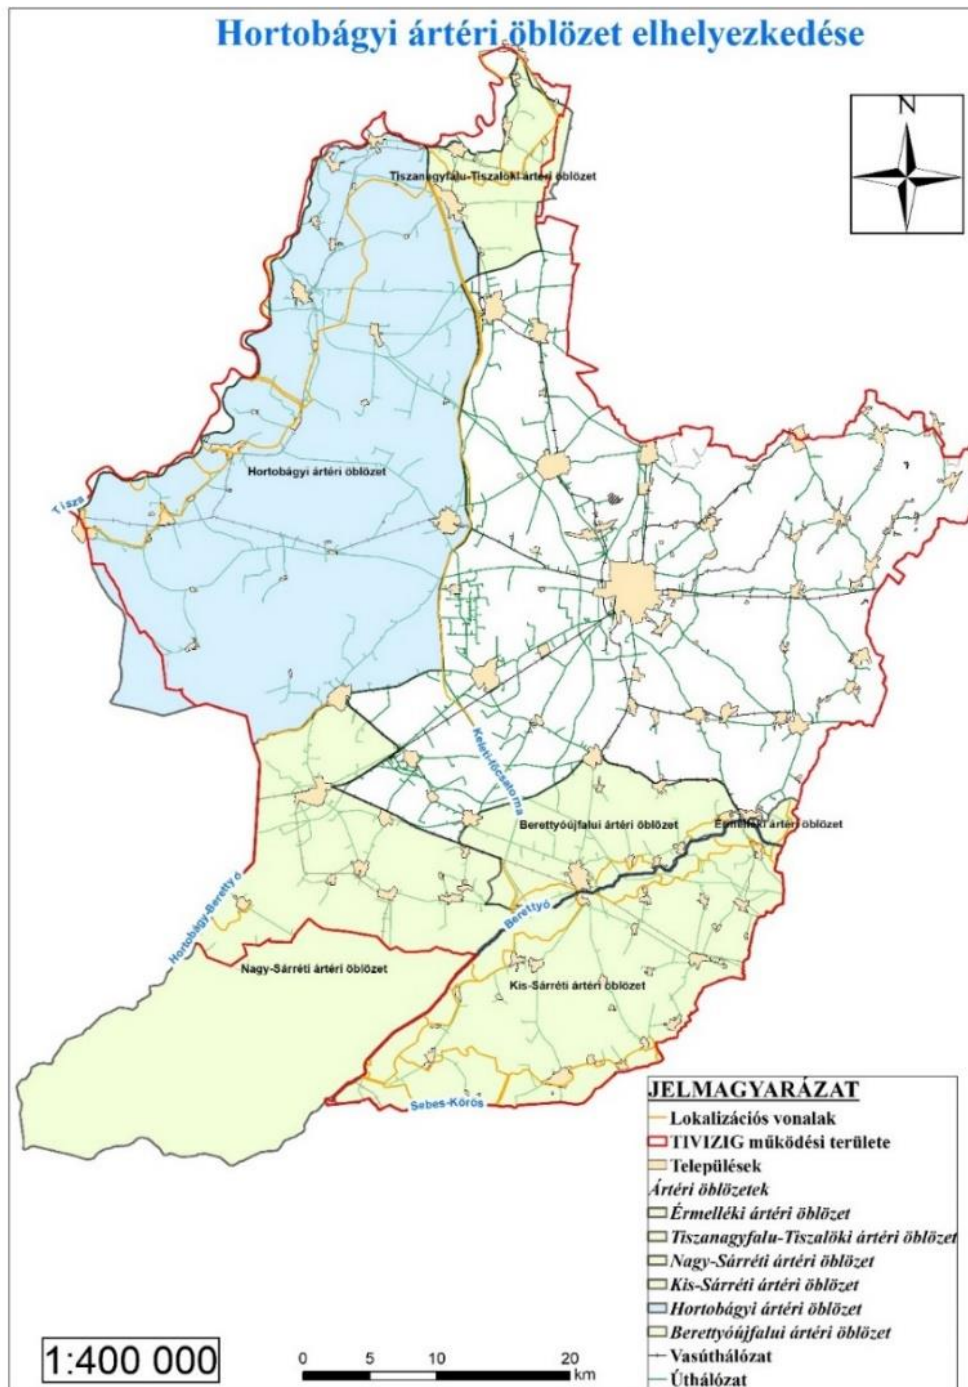 Hortobágyi ártéri öblözet elhelyezkedése
N
Tiszanagyfalu-Tiszalöki ártéri öblözet
Hortobágyi ártéri öblözet
Tisza
Keleti-főcsatorna
Berettyóújfalui ártéri öblözet
Érmelléki ártéri öblözet
Hortobágy-Berettyó
Berettyó
Nagy-Sárréti ártéri öblözet
Kis-Sárréti ártéri öblözet
Sebes-Körös
JELMAGYARÁZAT
Lokalizációs vonalak
TIVIZIG működési területe
Települések
Ártéri öblözetek
Érmelléki ártéri öblözet
Tiszanagyfalu-Tiszalöki ártéri öblözet
Nagy-Sárréti ártéri öblözet
Kis-Sárréti ártéri öblözet
Hortobágyi ártéri öblözet
Berettyóújfalui ártéri öblözet
Vasúthálózat
Úthálózat
1:400 000
0 5 10 20
km